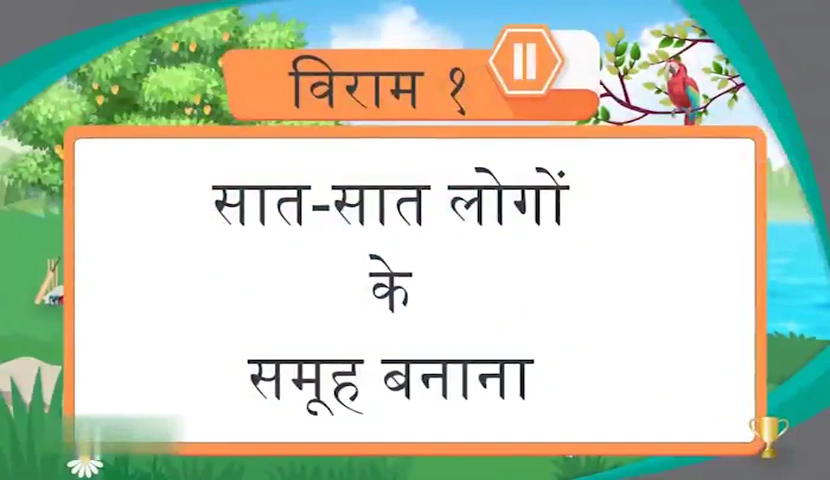 विराम १
सात-सात लोगों
के
समूह बनाना